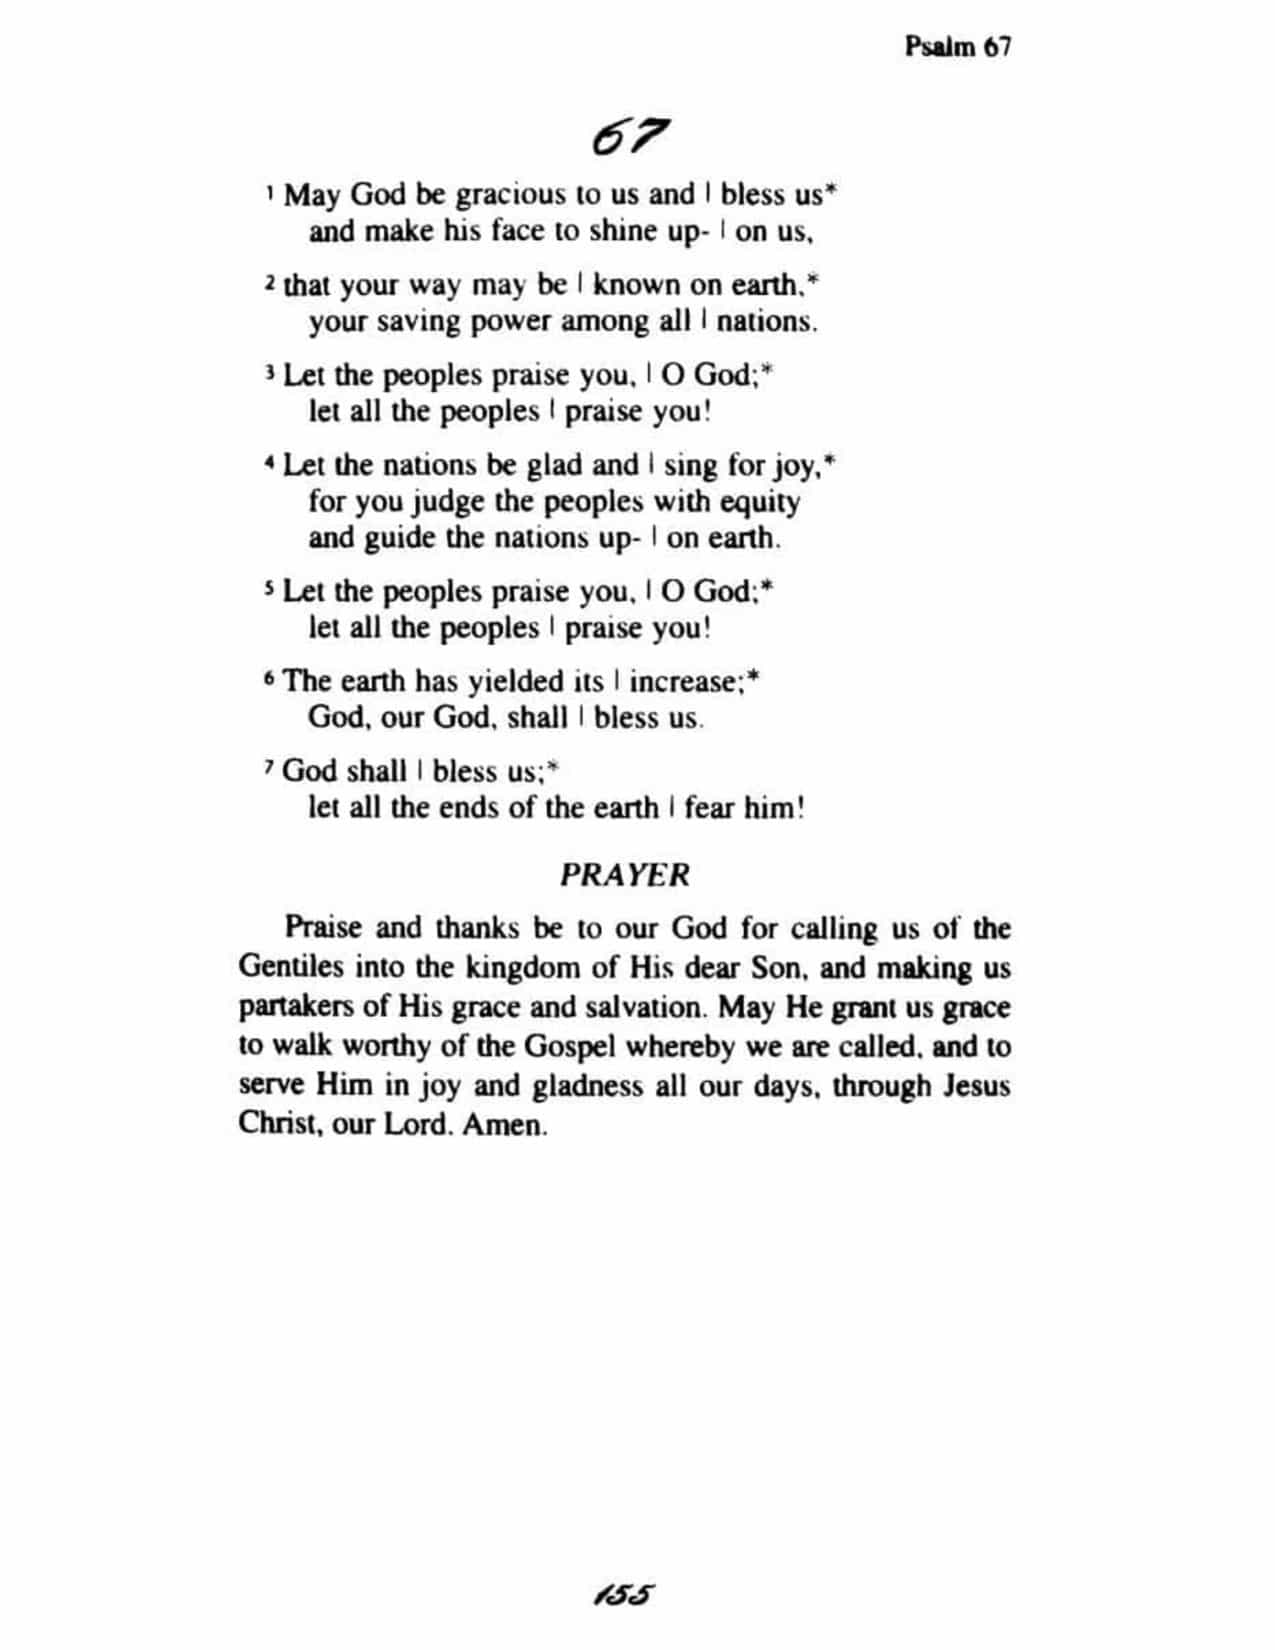 Psalm 67
67
1 May God be gracious to us and | bless us*
and make his face to shine up- | on us,
2 that your way may be | known on earth,*
your saving power among all | nations.
3 Let the peoples praise you, | O God;*
let all the peoples | praise you!
4 Let the nations be glad and | sing for joy,*
for you judge the peoples with equity
and guide the nations up- | on earth.
5 Let the peoples praise you, | O God;*
let all the peoples | praise you!
6 The earth has yielded its | increase;*
God, our God, shall | bless us.
7 God shall | bless us;*
let all the ends of the earth | fear him!
PRAYER
Praise and thanks be to our God for calling us of the
Gentiles into the kingdom of His dear Son, and making us
partakers of His grace and salvation. May He grant us grace
to walk worthy of the Gospel whereby we are called, and to
serve Him in joy and gladness all our days, through Jesus
Christ, our Lord. Amen.
155